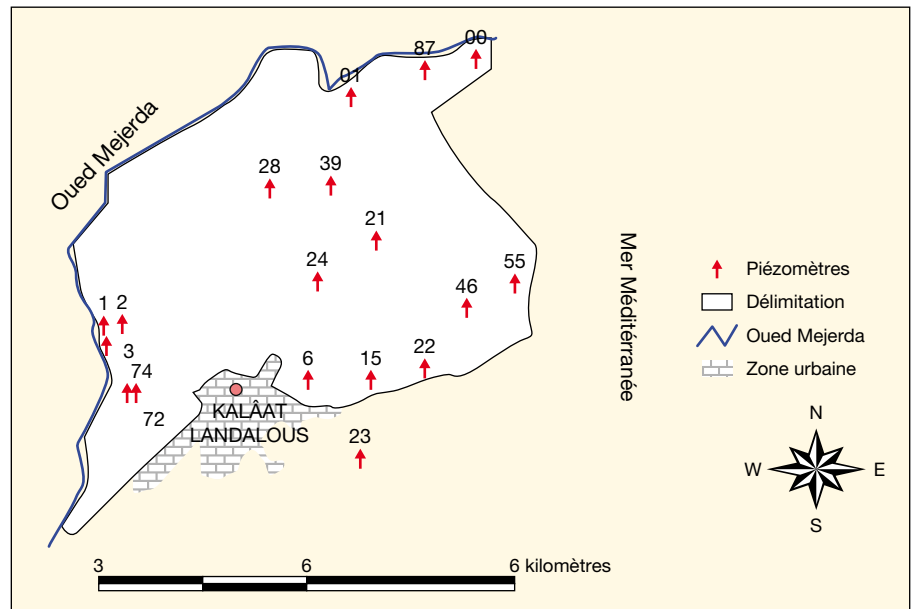 00
87
01
Oued Mejerda
28
39
21
24
55
46
1
2
3
74
72
6
15
22
23
KALÂAT
LANDALOUS
Mer Méditérranée
Piézomètres
Délimitation
Oued Mejerda
Zone urbaine
N
W
E
S
3
6
6 kilomètres